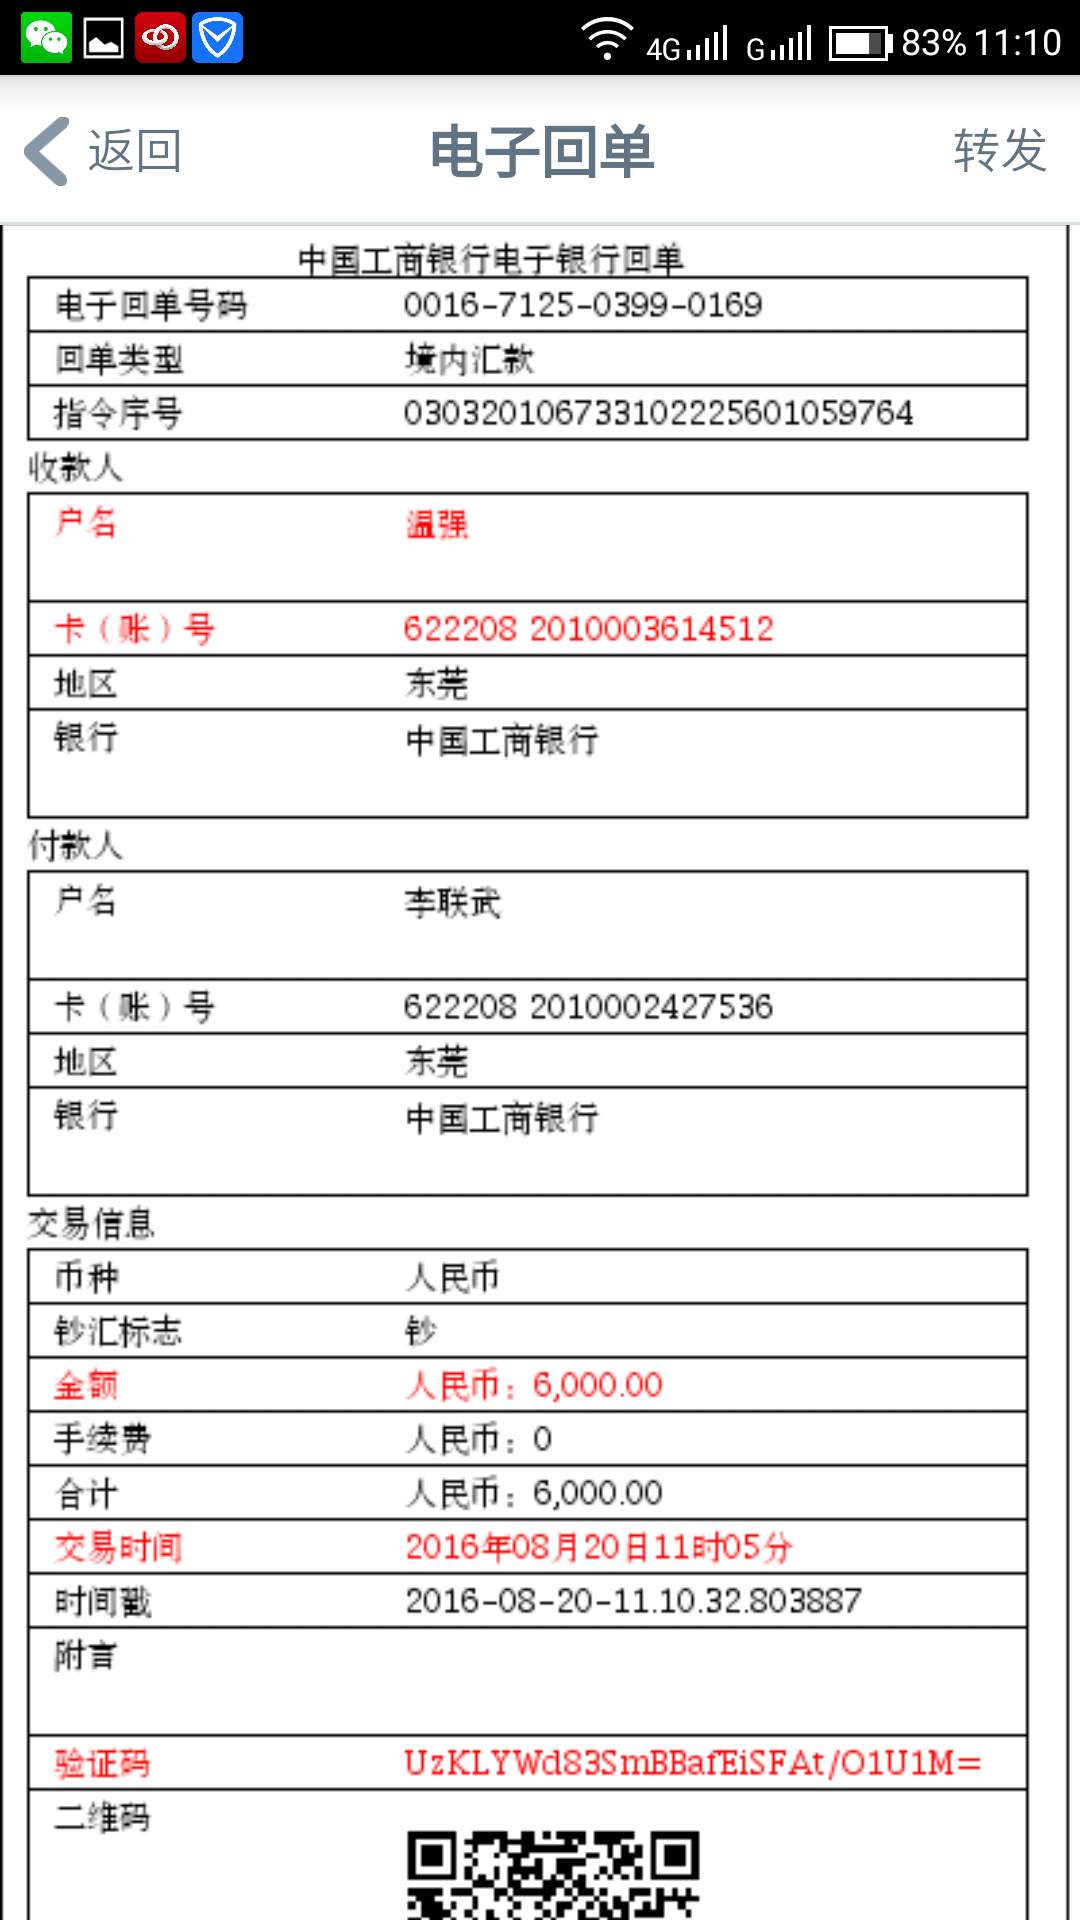 4G G 83% 11:10
返回 电子回单 转发
中国工商银行电子银行回单
电子回单号码 0016-7125-0399-0169
回单类型 境内汇款
指令序号 03032010673310222560105​9764
收款人
户名 温强
卡（账）号 622208 2010003614512
地区 东莞
银行 中国工商银行
付款人
户名 李联武
卡（账）号 622208 2010002427536
地区 东莞
银行 中国工商银行
交易信息
币种 人民币
钞汇标志 钞
金额 人民币：6,000.00
手续费 人民币：0
合计 人民币：6,000.00
交易时间 2016年08月20日11时05分
时间戳 2016-08-20-11.10.32.803887
附言
验证码 UzKLYWd83SmBBafEiSFAt/O1U1M=
二维码